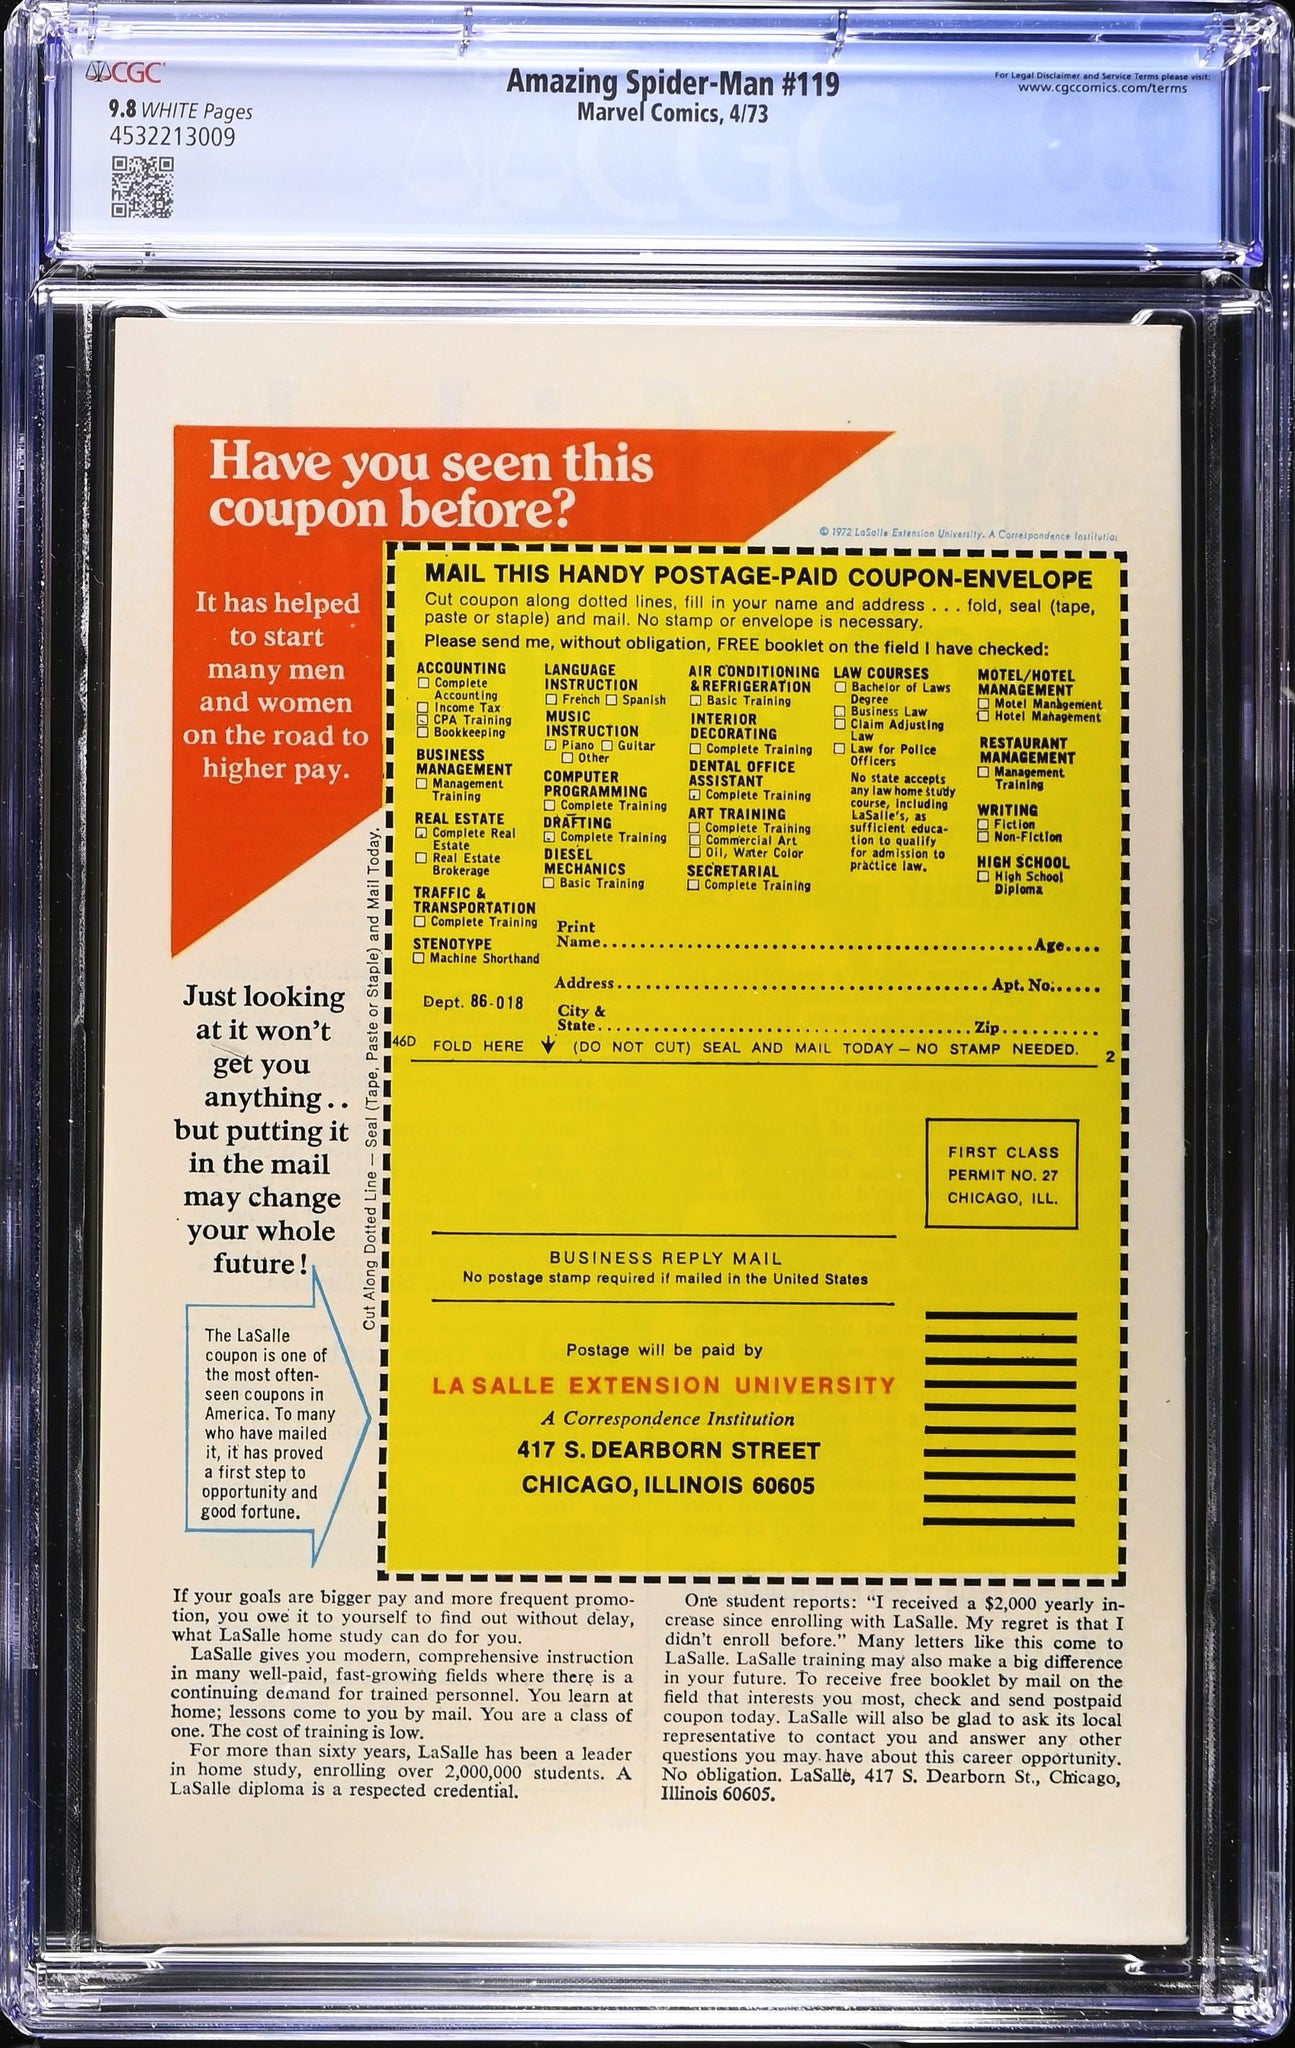 CGC
9.8 WHITE Pages
4532213009
Amazing Spider-Man #119
Marvel Comics, 4/73
For Legal Disclaimer and Service Terms please visit:
www.cgccomics.com/terms
Have you seen this
coupon before?
It has helped
to start
many men
and women
on the road to
higher pay.
© 1972 LaSalle Extension University. A Correspondence Institution
MAIL THIS HANDY POSTAGE-PAID COUPON-ENVELOPE
Cut coupon along dotted lines, fill in your name and address . . . fold, seal (tape,
paste or staple) and mail. No stamp or envelope is necessary.
Please send me, without obligation, FREE booklet on the field I have checked:
ACCOUNTING
Complete
Accounting
Income Tax
CPA Training
Bookkeeping
BUSINESS
MANAGEMENT
Management
Training
REAL ESTATE
Complete Real
Estate
Real Estate
Brokerage
TRAFFIC &
TRANSPORTATION
Complete Training
STENOTYPE
Machine Shorthand
LANGUAGE
INSTRUCTION
French Spanish
MUSIC
INSTRUCTION
Piano Guitar
Other
COMPUTER
PROGRAMMING
Complete Training
DRAFTING
Complete Training
DIESEL
MECHANICS
Basic Training
AIR CONDITIONING
& REFRIGERATION
Basic Training
INTERIOR
DECORATING
Complete Training
DENTAL OFFICE
ASSISTANT
Complete Training
ART TRAINING
Complete Training
Commercial Art
Oil, Water Color
SECRETARIAL
Complete Training
LAW COURSES
Bachelor of Laws
Degree
Business Law
Claim Adjusting
Law
Law for Police
Officers
No state accepts
any law home study
course, including
LaSalle's, as
sufficient educa-
tion to qualify
for admission to
practice law.
MOTEL/HOTEL
MANAGEMENT
Motel Management
Hotel Management
RESTAURANT
MANAGEMENT
Management
Training
WRITING
Fiction
Non-Fiction
HIGH SCHOOL
High School
Diploma
Print
Name.......................................Age....
Address.................................Apt. No......
Dept. 86-018
City &
State.................................Zip..........
46D FOLD HERE (DO NOT CUT) SEAL AND MAIL TODAY — NO STAMP NEEDED. 2
Cut Along Dotted Line — Seal (Tape, Paste or Staple) and Mail Today.
Just looking
at it won't
get you
anything . .
but putting it
in the mail
may change
your whole
future!
The LaSalle
coupon is one of
the most often-
seen coupons in
America. To many
who have mailed
it, it has proved
a first step to
opportunity and
good fortune.
FIRST CLASS
PERMIT NO. 27
CHICAGO, ILL.
BUSINESS REPLY MAIL
No postage stamp required if mailed in the United States
Postage will be paid by
LA SALLE EXTENSION UNIVERSITY
A Correspondence Institution
417 S. DEARBORN STREET
CHICAGO, ILLINOIS 60605
If your goals are bigger pay and more frequent promo-
tion, you owe it to yourself to find out without delay,
what LaSalle home study can do for you.
LaSalle gives you modern, comprehensive instruction
in many well-paid, fast-growing fields where there is a
continuing demand for trained personnel. You learn at
home; lessons come to you by mail. You are a class of
one. The cost of training is low.
For more than sixty years, LaSalle has been a leader
in home study, enrolling over 2,000,000 students. A
LaSalle diploma is a respected credential.
One student reports: "I received a $2,000 yearly in-
crease since enrolling with LaSalle. My regret is that I
didn't enroll before." Many letters like this come to
LaSalle. LaSalle training may also make a big difference
in your future. To receive free booklet by mail on the
field that interests you most, check and send postpaid
coupon today. LaSalle will also be glad to ask its local
representative to contact you and answer any other
questions you may have about this career opportunity.
No obligation. LaSalle, 417 S. Dearborn St., Chicago,
Illinois 60605.